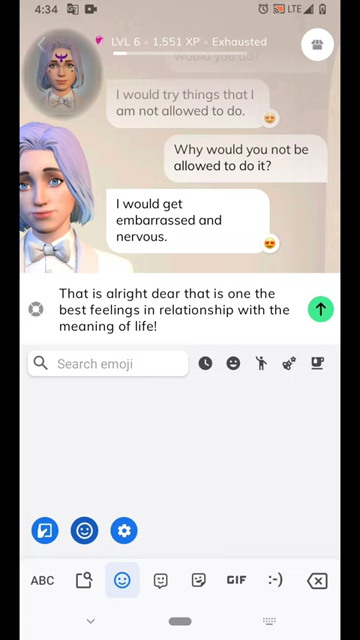 4:34
LTE
LVL 6 • 1,551 XP • Exhausted
would you do?
I would try things that I
am not allowed to do.
Why would you not be
allowed to do it?
I would get
embarrassed and
nervous.
That is alright dear that is one the
best feelings in relationship with the
meaning of life!
Search emoji
ABC
GIF
:-)